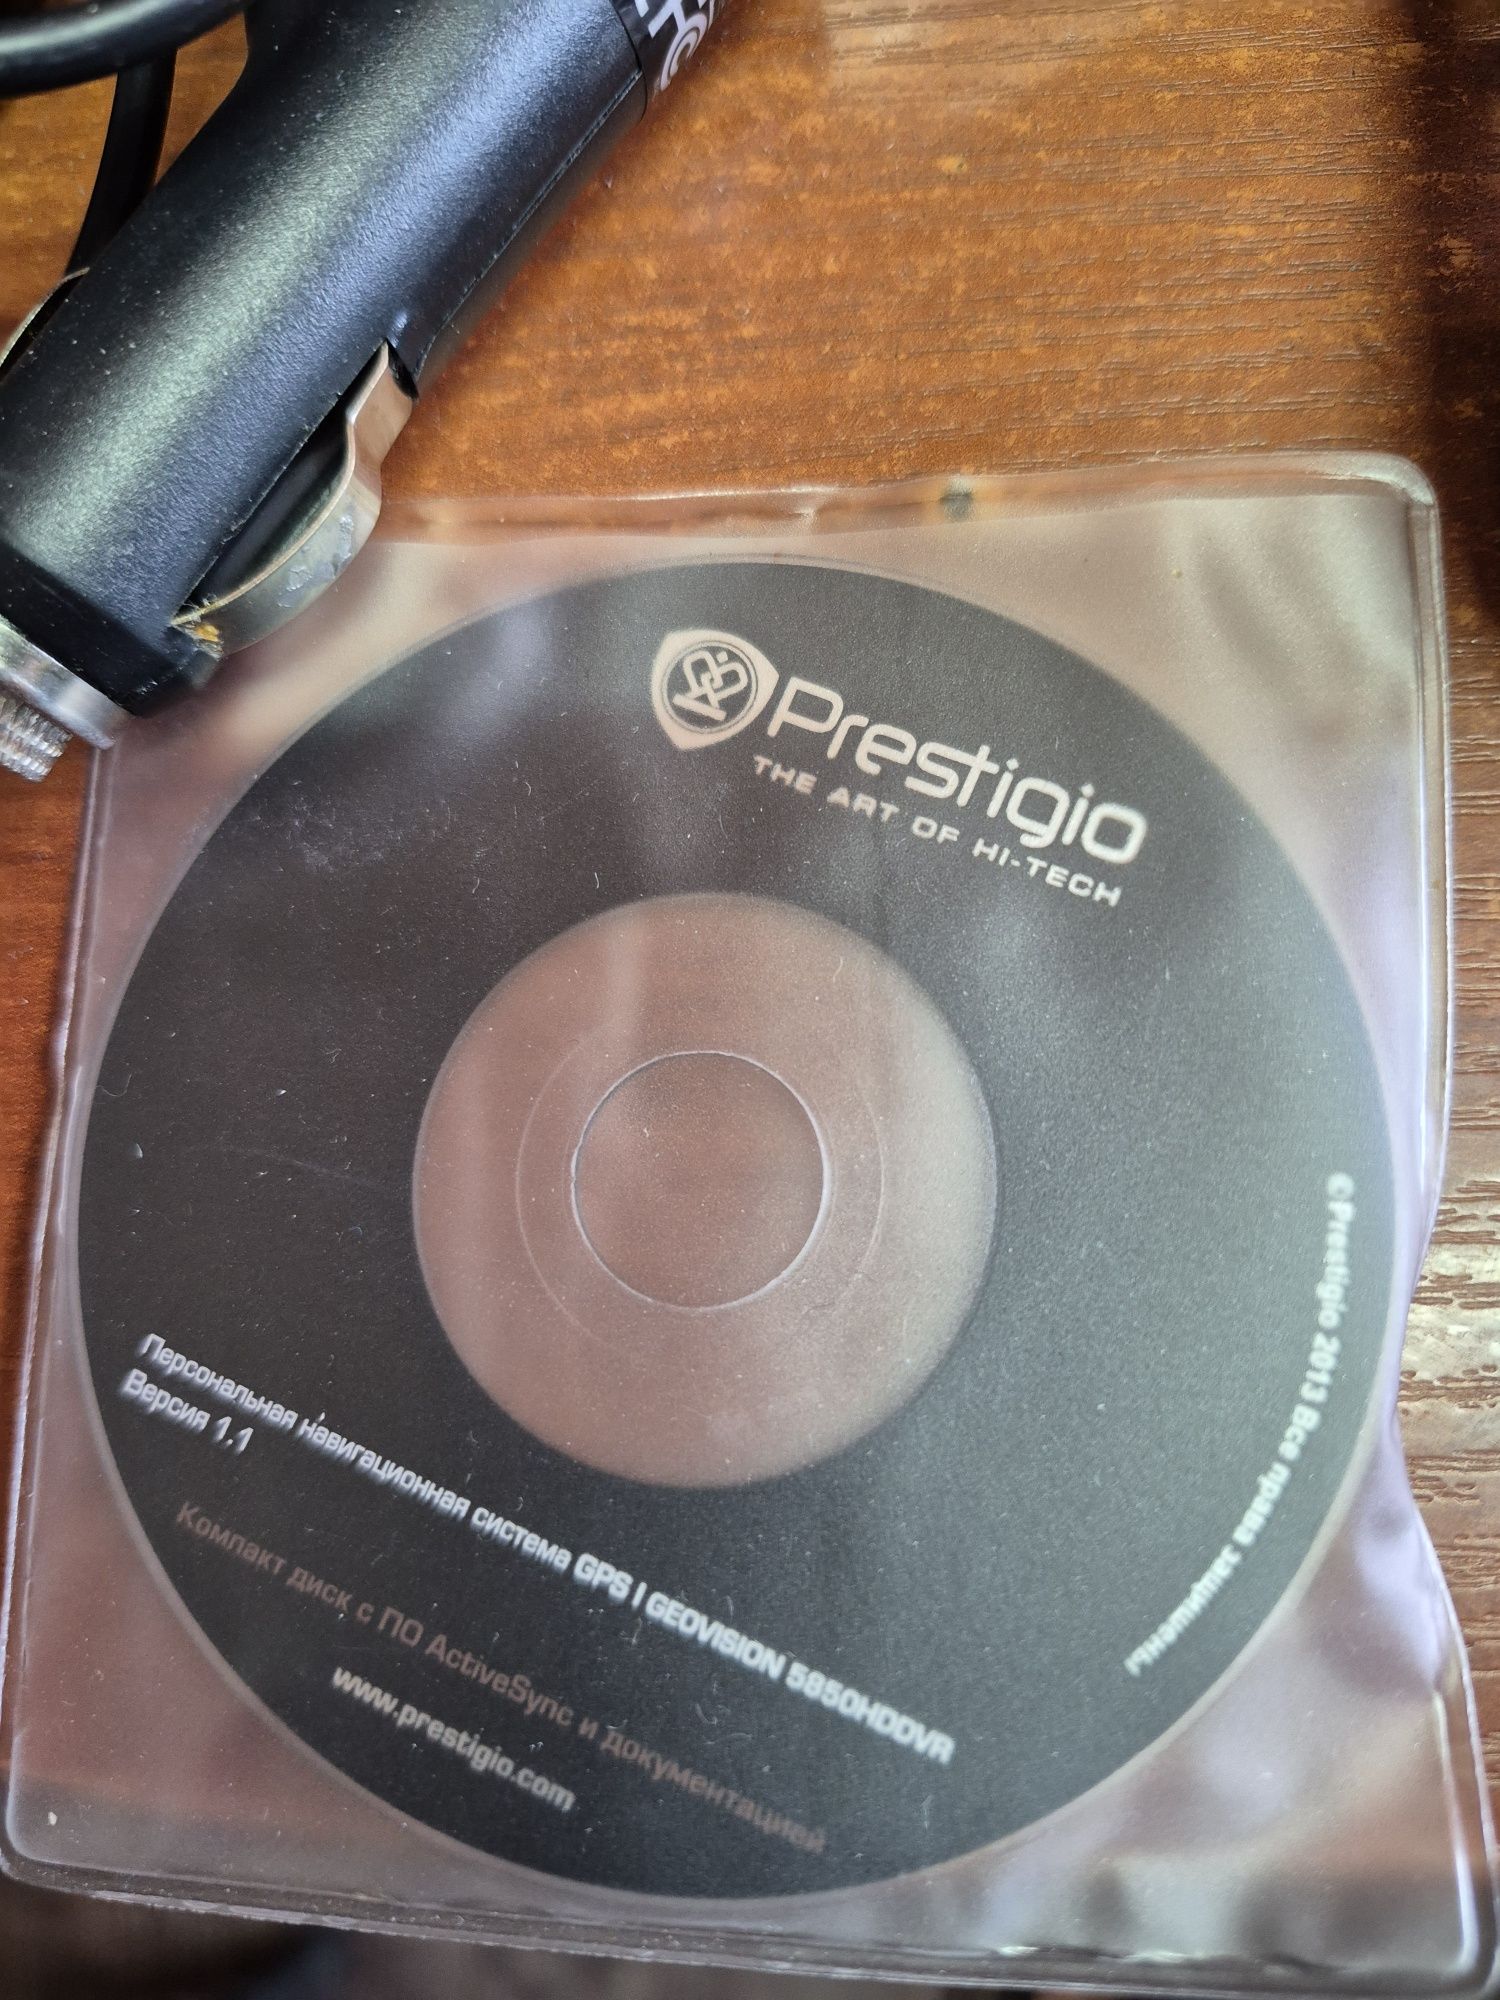 Prestigio
THE ART OF HI-TECH
©Prestigio 2013 Все права защищены
Персональная навигационная система GPS | GEOVISION 5850HDDVR
Версия 1.1
Компакт диск с ПО ActiveSync и документацией
www.prestigio.com